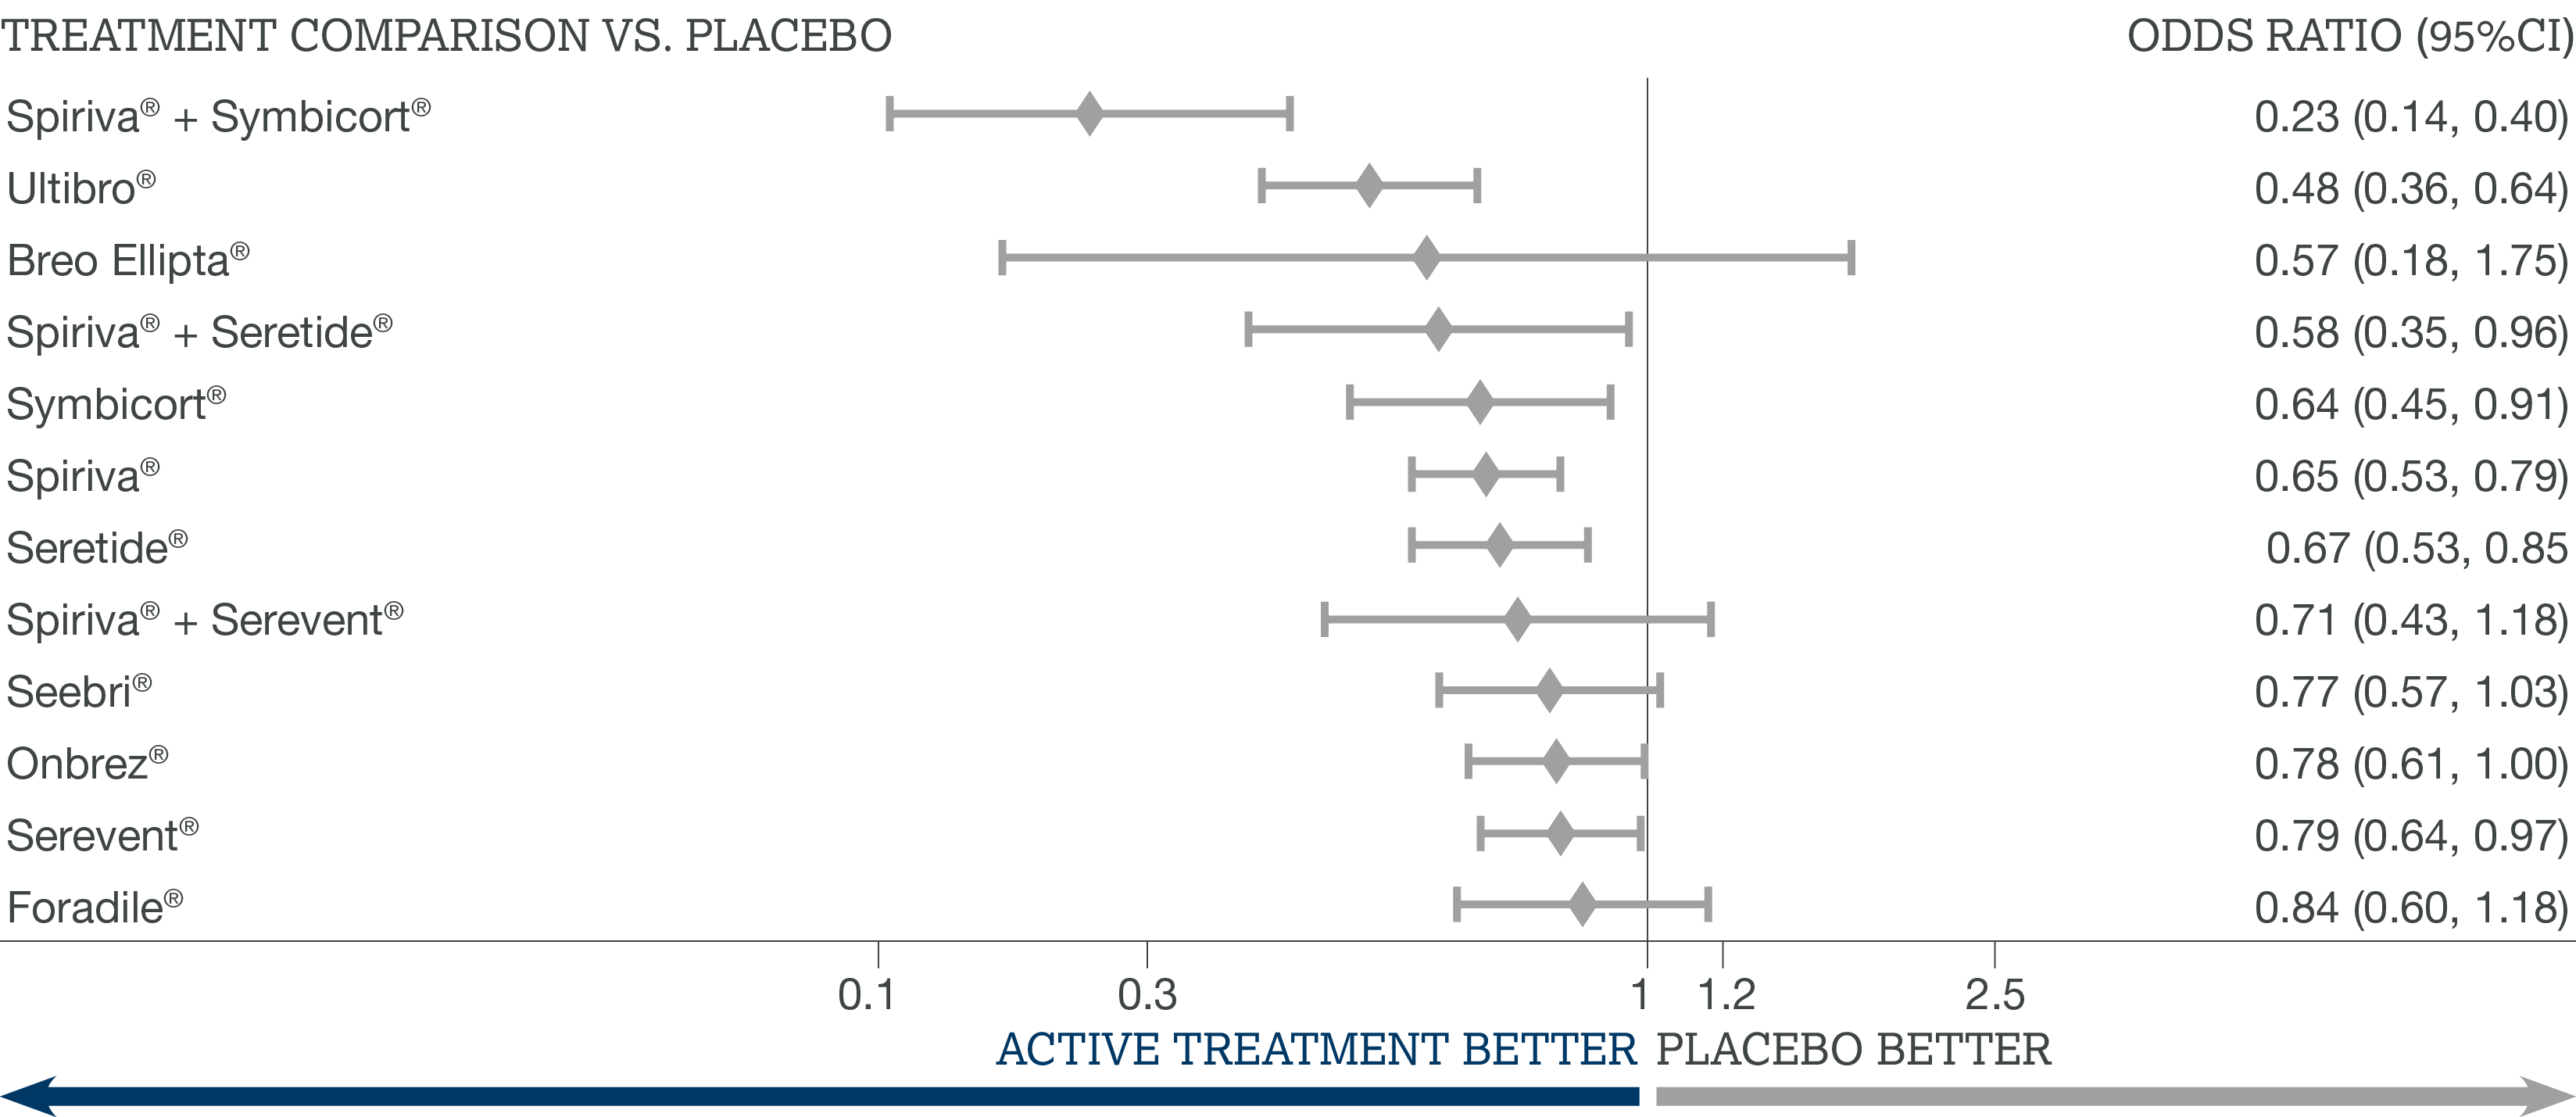 TREATMENT COMPARISON VS. PLACEBO ODDS RATIO (95%CI)
Spiriva® + Symbicort® 0.23 (0.14, 0.40)
Ultibro® 0.48 (0.36, 0.64)
Breo Ellipta® 0.57 (0.18, 1.75)
Spiriva® + Seretide® 0.58 (0.35, 0.96)
Symbicort® 0.64 (0.45, 0.91)
Spiriva® 0.65 (0.53, 0.79)
Seretide® 0.67 (0.53, 0.85
Spiriva® + Serevent® 0.71 (0.43, 1.18)
Seebri® 0.77 (0.57, 1.03)
Onbrez® 0.78 (0.61, 1.00)
Serevent® 0.79 (0.64, 0.97)
Foradile® 0.84 (0.60, 1.18)
0.1 0.3 1 1.2 2.5
ACTIVE TREATMENT BETTER PLACEBO BETTER